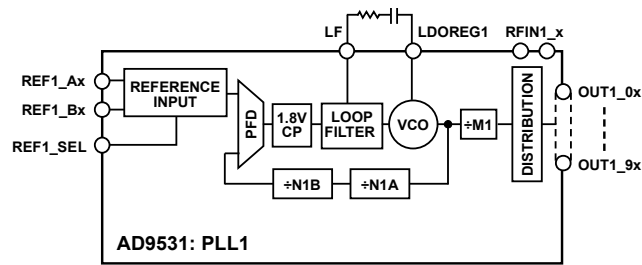 LF
LDOREG1
RFIN1_x
REF1_Ax
REF1_Bx
REF1_SEL
REFERENCE
INPUT
PFD
1.8V
CP
LOOP
FILTER
VCO
÷M1
DISTRIBUTION
OUT1_0x
OUT1_9x
÷N1B
÷N1A
AD9531: PLL1